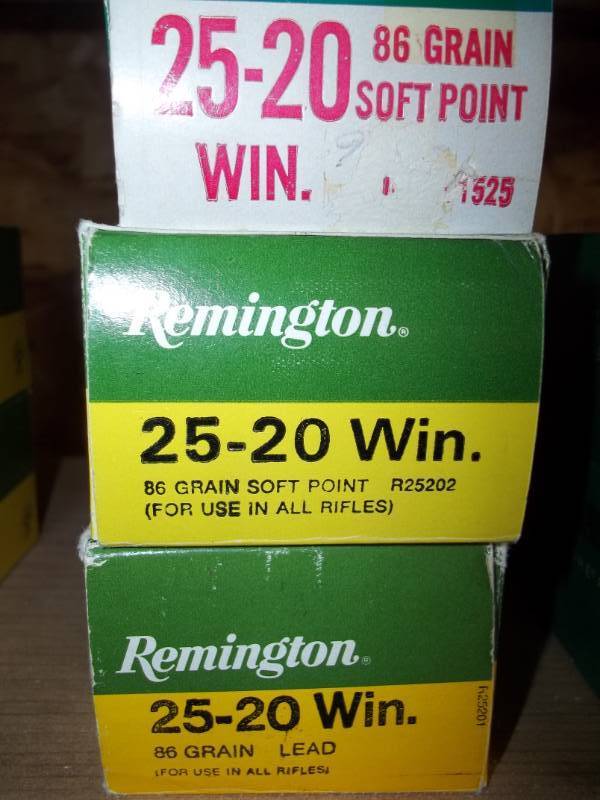 25-20 86 GRAIN
SOFT POINT
WIN. 1525
Remington®
25-20 Win.
86 GRAIN SOFT POINT R25202
(FOR USE IN ALL RIFLES)
Remington®
25-20 Win.
86 GRAIN LEAD
(FOR USE IN ALL RIFLES)
R25201